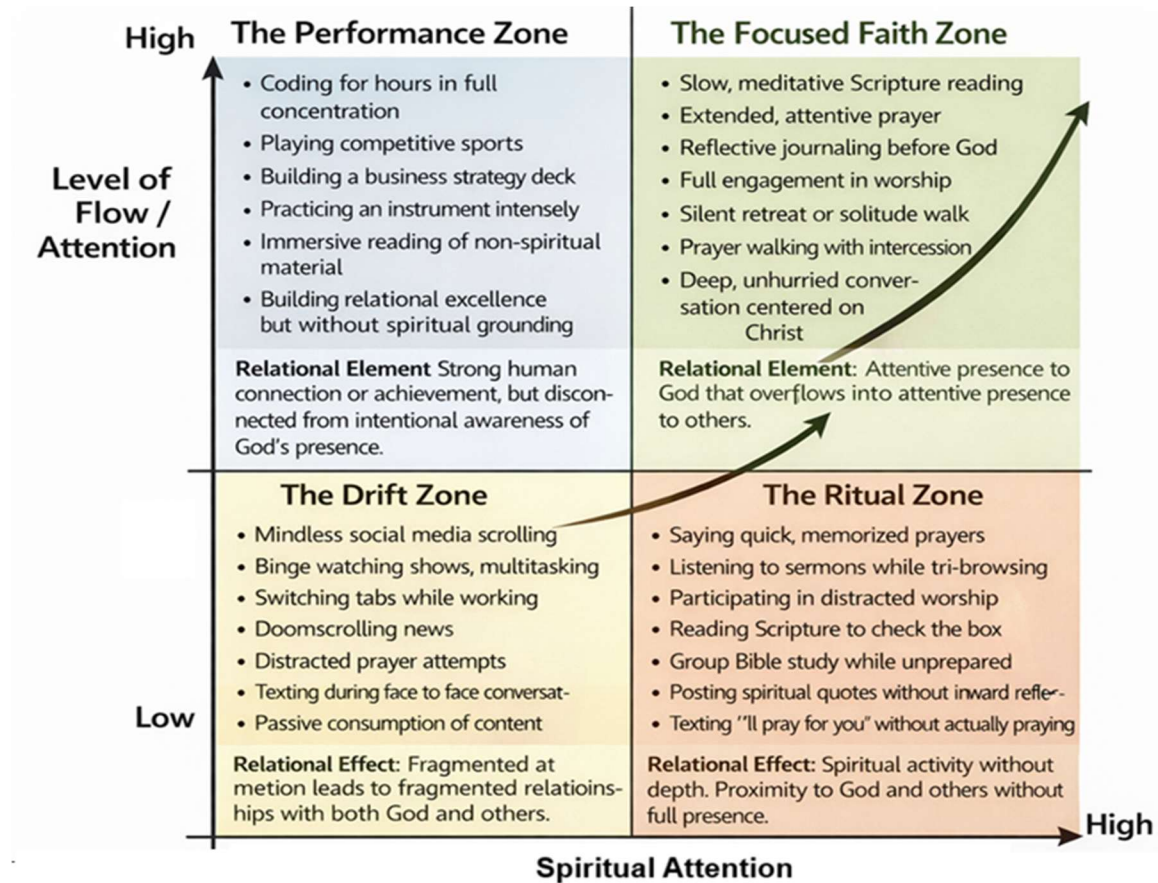 High
The Performance Zone
• Coding for hours in full
concentration
• Playing competitive sports
• Building a business strategy deck
• Practicing an instrument intensely
• Immersive reading of non-spiritual
material
• Building relational excellence
but without spiritual grounding
Relational Element Strong human
connection or achievement, but discon-
nected from intentional awareness of
God's presence.
The Focused Faith Zone
• Slow, meditative Scripture reading
• Extended, attentive prayer
• Reflective journaling before God
• Full engagement in worship
• Silent retreat or solitude walk
• Prayer walking with intercession
• Deep, unhurried conver-
sation centered on
Christ
Relational Element: Attentive presence to
God that overflows into attentive presence
to others.
Level of
Flow /
Attention
The Drift Zone
• Mindless social media scrolling
• Binge watching shows, multitasking
• Switching tabs while working
• Doomscrolling news
• Distracted prayer attempts
• Texting during face to face conversat-
• Passive consumption of content
Relational Effect: Fragmented at
metion leads to fragmented relatioins-
hips with both God and others.
The Ritual Zone
• Saying quick, memorized prayers
• Listening to sermons while tri-browsing
• Participating in distracted worship
• Reading Scripture to check the box
• Group Bible study while unprepared
• Posting spiritual quotes without inward refle-
• Texting "'ll pray for you" without actually praying
Relational Effect: Spiritual activity without
depth. Proximity to God and others without
full presence.
Low
High
Spiritual Attention